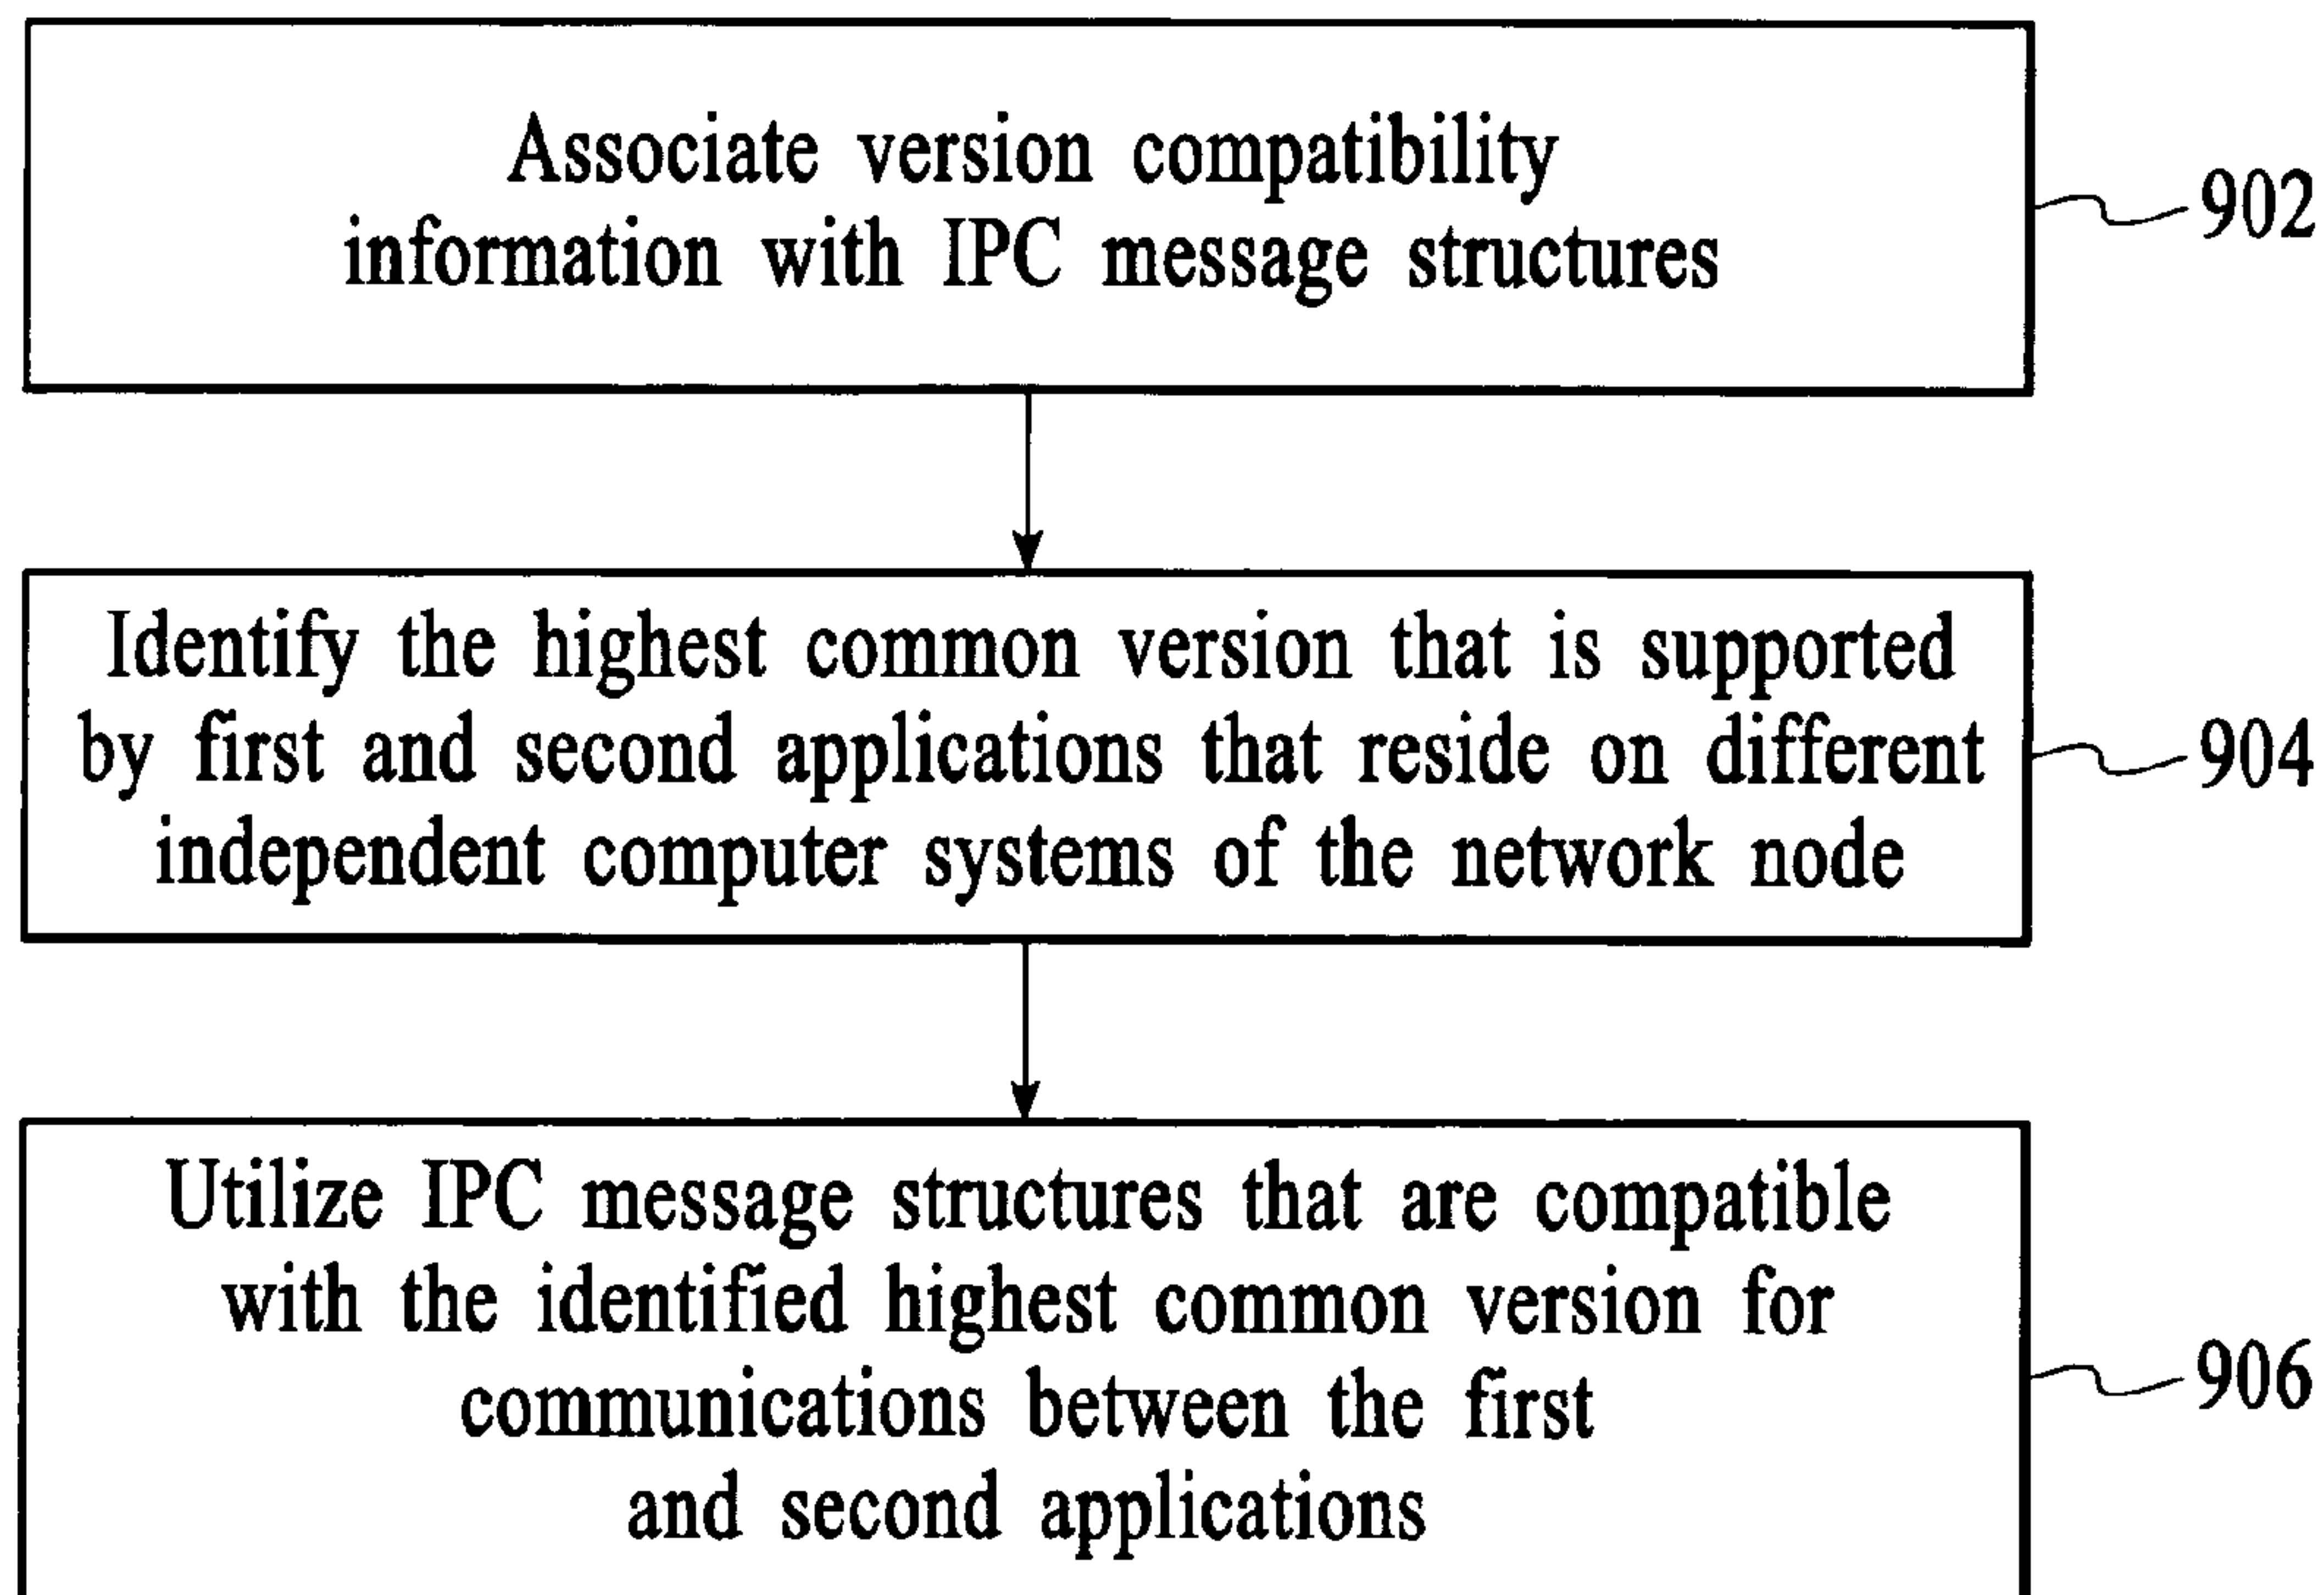 Associate version compatibility
information with IPC message structures
902
Identify the highest common version that is supported
by first and second applications that reside on different
independent computer systems of the network node
904
Utilize IPC message structures that are compatible
with the identified highest common version for
communications between the first
and second applications
906